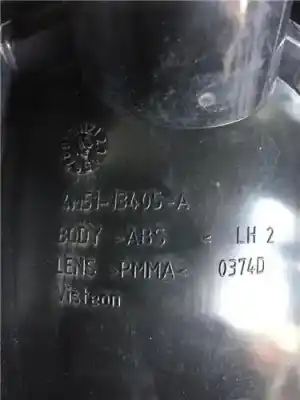 4M51-13405-A
BODY >ABS < LH 2
LENS >PMMA< 0374D
Visteon